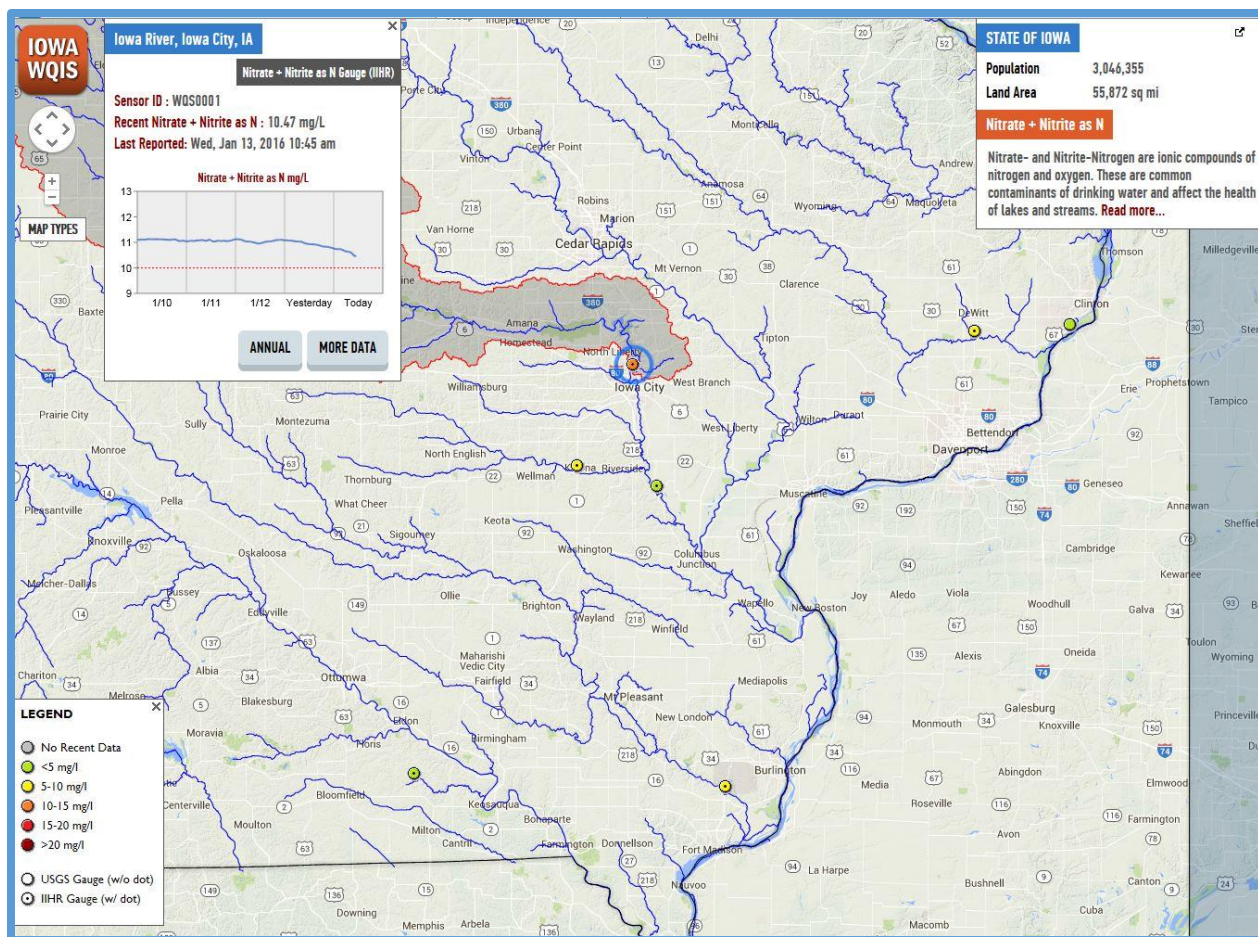 IOWA
WQIS
Iowa River, Iowa City, IA
Nitrate + Nitrite as N Gauge (IIHR)
Sensor ID : WQS0001
Recent Nitrate + Nitrite as N : 10.47 mg/L
Last Reported: Wed, Jan 13, 2016 10:45 am
Nitrate + Nitrite as N mg/L
13
12
11
10
9
1/10 1/11 1/12 Yesterday Today
ANNUAL MORE DATA
MAP TYPES
STATE OF IOWA
Population 3,046,355
Land Area 55,872 sq mi
Nitrate + Nitrite as N
Nitrate- and Nitrite-Nitrogen are ionic compounds of
nitrogen and oxygen. These are common
contaminants of drinking water and affect the health
of lakes and streams. Read more...
Independence
Delhi
Urbana Center Point
Monticello
Vinton
Andrew
Anamosa
Wyoming
Maquoketa
Robins
Marion
Van Horne
Cedar Rapids
Thomson
Milledgeville
Mt Vernon
Clarence
Clinton
DeWitt
Amana
Homestead
North Liberty
Tipton
Iowa City
West Branch
Williamsburg
Erie
Prophetstown
Tampico
Prairie City
Sully
Montezuma
West Liberty
Wilton
Durant
Bettendorf
Davenport
Monroe
North English
Riverside
Wellman
Thornburg
Geneseo
Annawan
Pella
What Cheer
Muscatine
Pleasantville
Keota
Sheffield
Knoxville
Sigourney
Washington
Columbus
Junction
Cambridge
Oskaloosa
Kewanee
Melcher-Dallas
Bussey
Ollie
Eddyville
Brighton
Wapello
New Boston
Joy
Aledo
Viola
Woodhull
Galva
Wayland
Winfield
Toulon
Albia
Maharishi
Vedic City
Fairfield
Alexis
Oneida
Wyoming
Chariton
Ottumwa
Mediapolis
Melrose
Blakesburg
Mt Pleasant
Galesburg
New London
Monmouth
Knoxville
Princeville
Moravia
Eldon
Floris
Birmingham
Burlington
Media
Abingdon
Elmwood
Centerville
Bloomfield
Keosauqua
Roseville
Bonaparte
Farmington
Moulton
Milton
Cantril
Farmington
Donnellson
Fort Madison
Avon
La Harpe
Nauvoo
Bushnell
Canton
Downing
Memphis
Arbela
Macomb
Cuba
LEGEND
No Recent Data
<5 mg/l
5-10 mg/l
10-15 mg/l
15-20 mg/l
>20 mg/l
USGS Gauge (w/o dot)
IIHR Gauge (w/ dot)